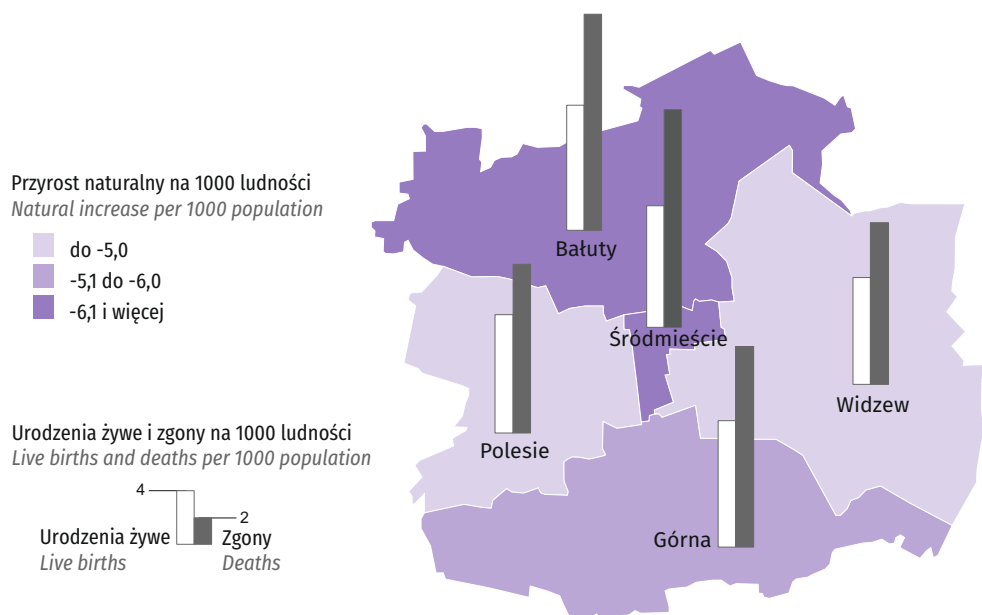 Przyrost naturalny na 1000 ludności
Natural increase per 1000 population
do -5,0
-5,1 do -6,0
-6,1 i więcej
Urodzenia żywe i zgony na 1000 ludności
Live births and deaths per 1000 population
4
2
Urodzenia żywe
Live births
Zgony
Deaths
Bałuty
Śródmieście
Widzew
Polesie
Górna